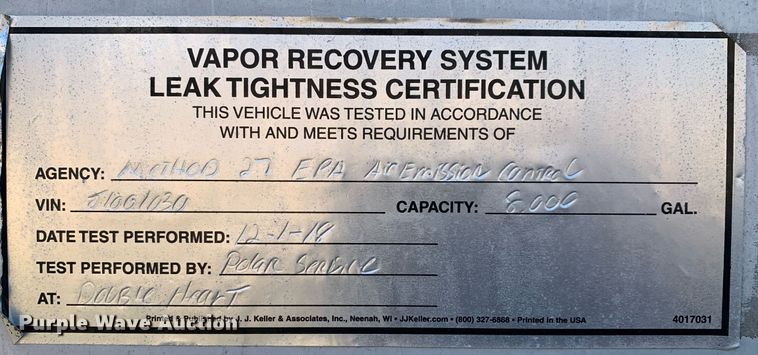 VAPOR RECOVERY SYSTEM
LEAK TIGHTNESS CERTIFICATION
THIS VEHICLE WAS TESTED IN ACCORDANCE
WITH AND MEETS REQUIREMENTS OF
AGENCY: METHOD 27 EPA Air Emission Control
VIN: J1001030 CAPACITY: 8,000 GAL.
DATE TEST PERFORMED: 12-1-18
TEST PERFORMED BY: Polar Service
AT: Double Heart
Printed & Published by J. J. Keller & Associates, Inc., Neenah, WI • JJKeller.com • (800) 327-6868 • Printed in the USA 4017031
Purple Wave Auction